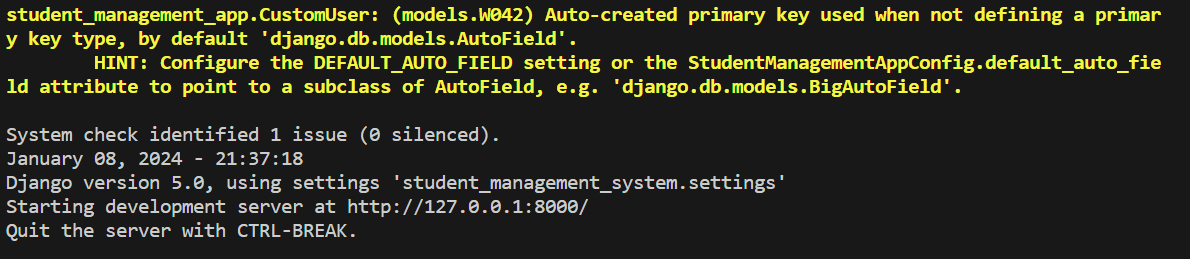 student_management_app.CustomUser: (models.W042) Auto-created primary key used when not defining a primar
y key type, by default 'django.db.models.AutoField'.
        HINT: Configure the DEFAULT_AUTO_FIELD setting or the StudentManagementAppConfig.default_auto_fie
ld attribute to point to a subclass of AutoField, e.g. 'django.db.models.BigAutoField'.

System check identified 1 issue (0 silenced).
January 08, 2024 - 21:37:18
Django version 5.0, using settings 'student_management_system.settings'
Starting development server at http://127.0.0.1:8000/
Quit the server with CTRL-BREAK.